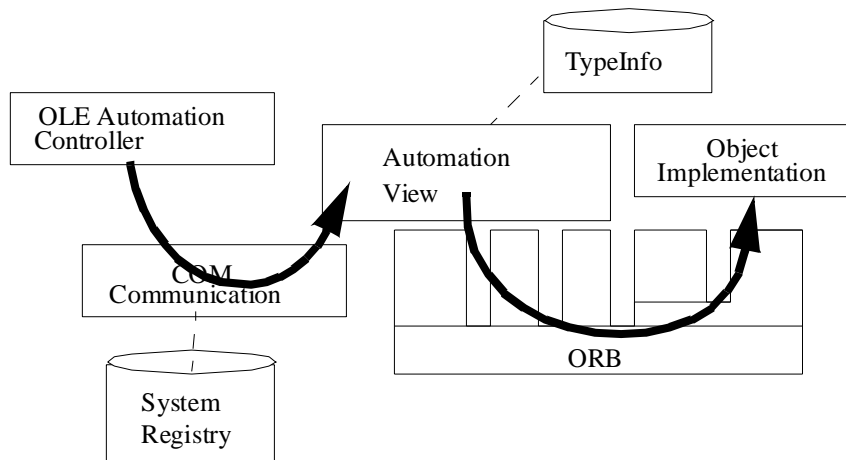 TypeInfo
OLE Automation
Controller
Automation
View
Object
Implementation
COM
Communication
ORB
System
Registry